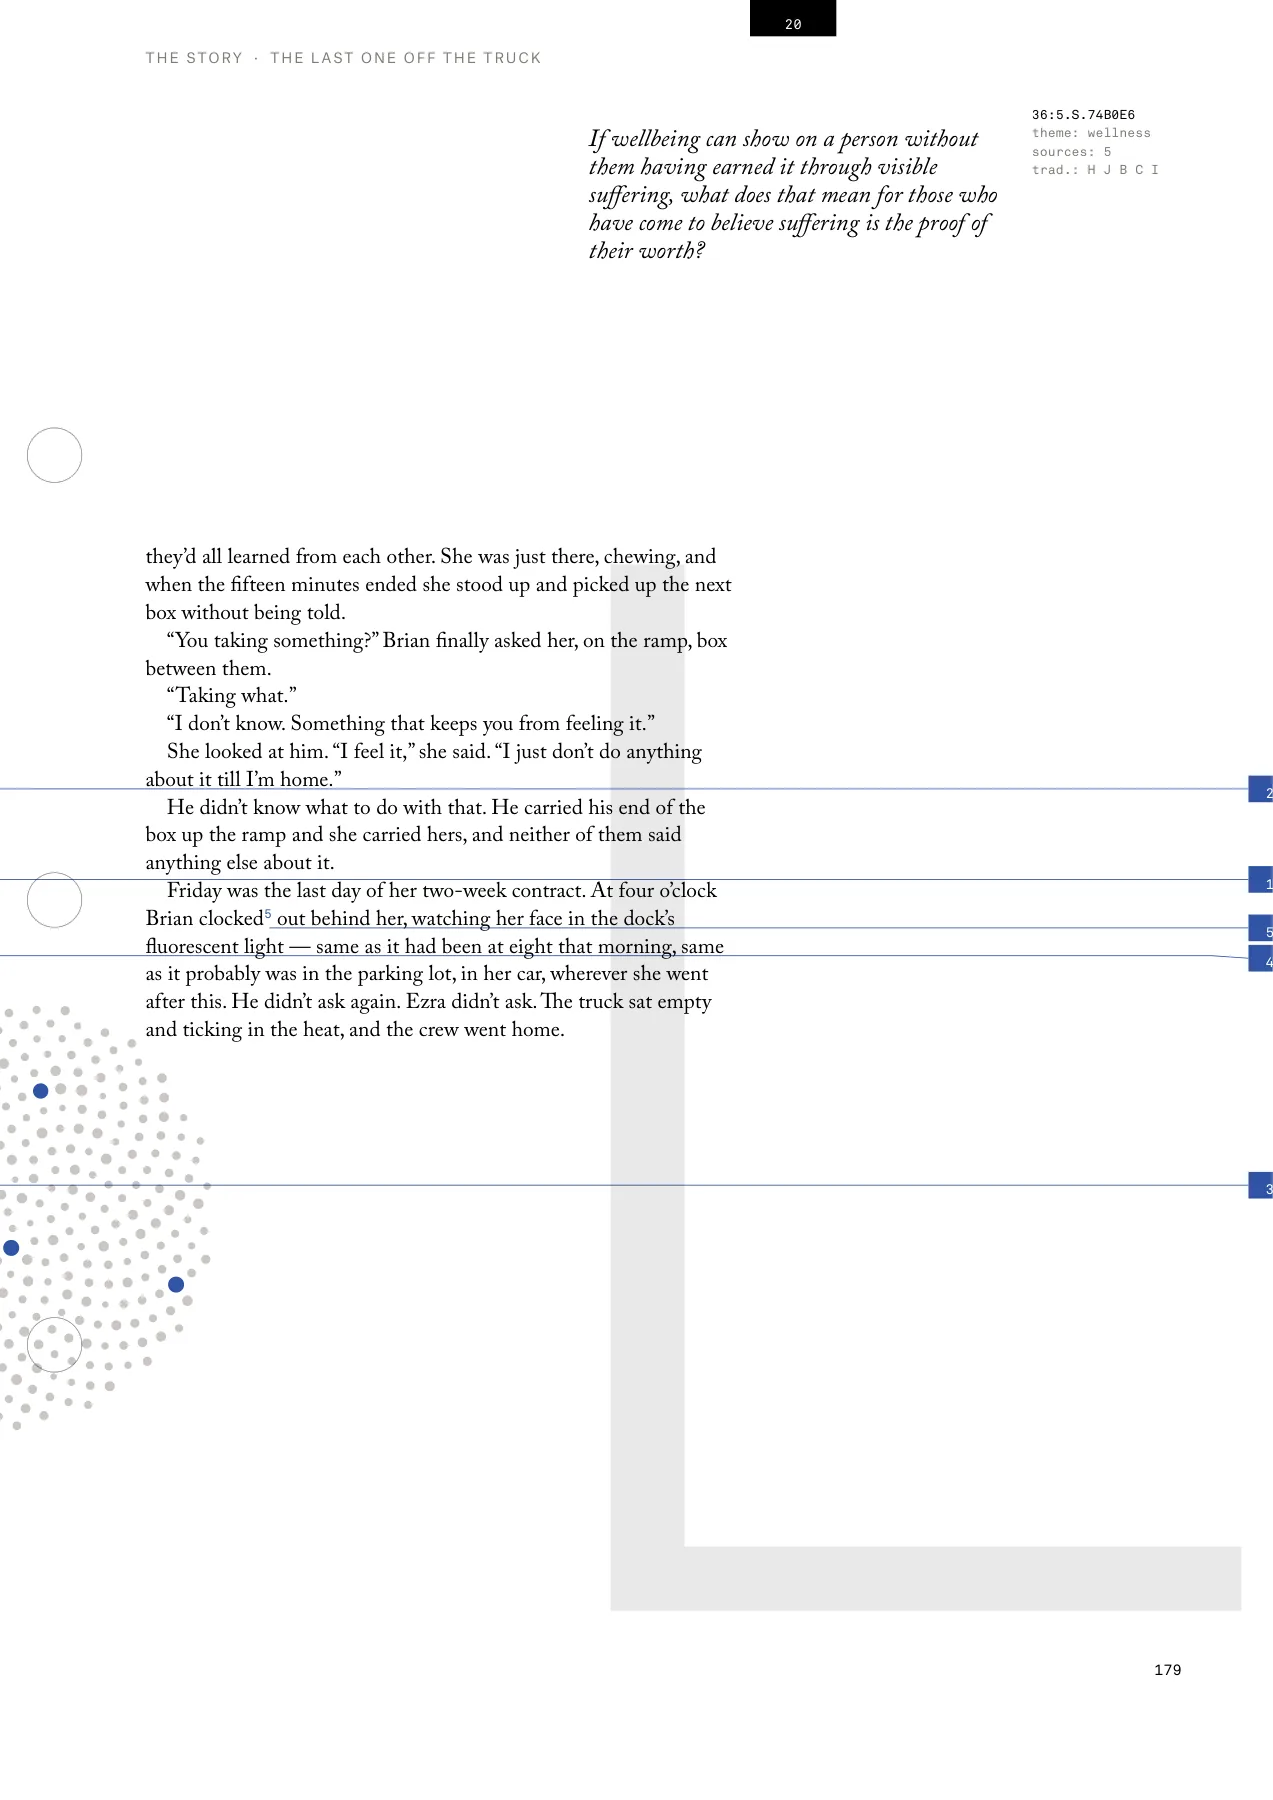 20
THE STORY · THE LAST ONE OFF THE TRUCK
36:5.S.74B0E6
theme: wellness
sources: 5
trad.: H J B C I
If wellbeing can show on a person without
them having earned it through visible
suffering, what does that mean for those who
have come to believe suffering is the proof of
their worth?
they’d all learned from each other. She was just there, chewing, and
when the fifteen minutes ended she stood up and picked up the next
box without being told.
“You taking something?” Brian finally asked her, on the ramp, box
between them.
“Taking what.”
“I don’t know. Something that keeps you from feeling it.”
She looked at him. “I feel it,” she said. “I just don’t do anything
about it till I’m home.”
He didn’t know what to do with that. He carried his end of the
box up the ramp and she carried hers, and neither of them said
anything else about it.
Friday was the last day of her two-week contract. At four o’clock
Brian clocked5 out behind her, watching her face in the dock’s
fluorescent light — same as it had been at eight that morning, same
as it probably was in the parking lot, in her car, wherever she went
after this. He didn’t ask again. Ezra didn’t ask. The truck sat empty
and ticking in the heat, and the crew went home.
2
1
5
4
3
179